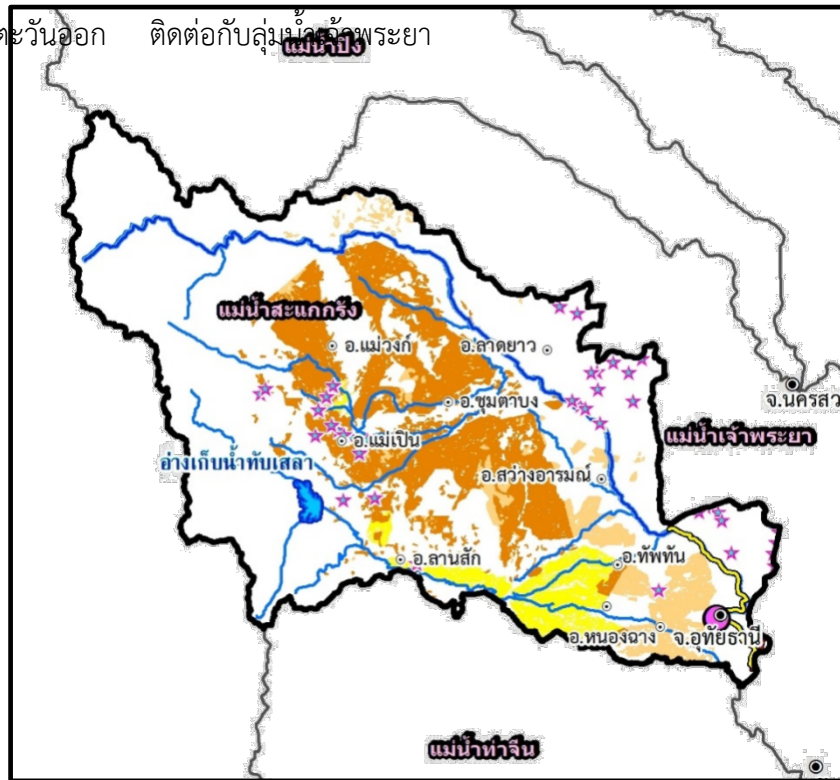 ตะวันออก ติดต่อกับลุ่มน้ำเจ้าพระยา
แม่น้ำปิง
แม่น้ำสะแกกรัง
อ.แม่วงก์
อ.ลาดยาว
จ.นครสว
อ.ชุมตาบง
อ.แม่เปิน
แม่น้ำเจ้าพระยา
อ่างเก็บน้ำทับเสลา
อ.สว่างอารมณ์
อ.ลานสัก
อ.ทัพทัน
อ.หนองฉาง
จ.อุทัยธานี
แม่น้ำท่าจีน